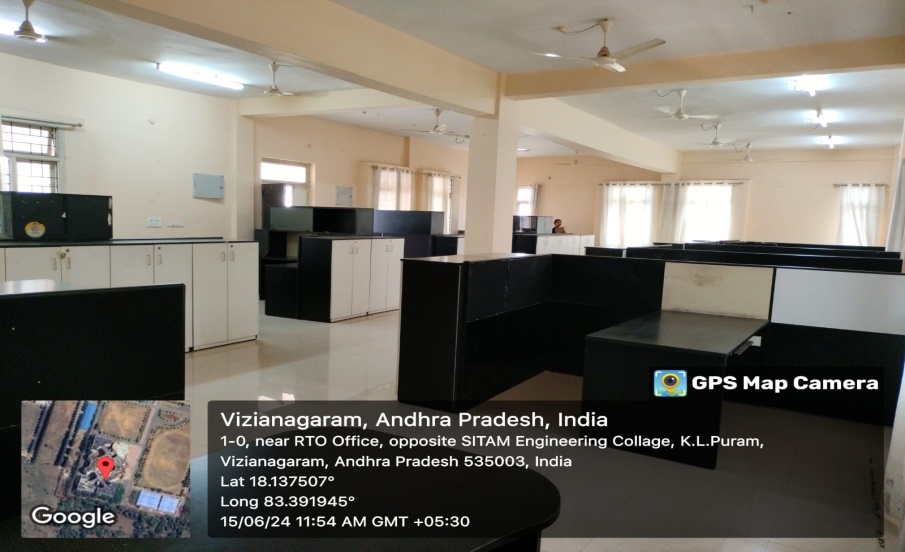 GPS Map Camera
Vizianagaram, Andhra Pradesh, India
1-0, near RTO Office, opposite SITAM Engineering Collage, K.L.Puram,
Vizianagaram, Andhra Pradesh 535003, India
Lat 18.137507°
Long 83.391945°
15/06/24 11:54 AM GMT +05:30
Google